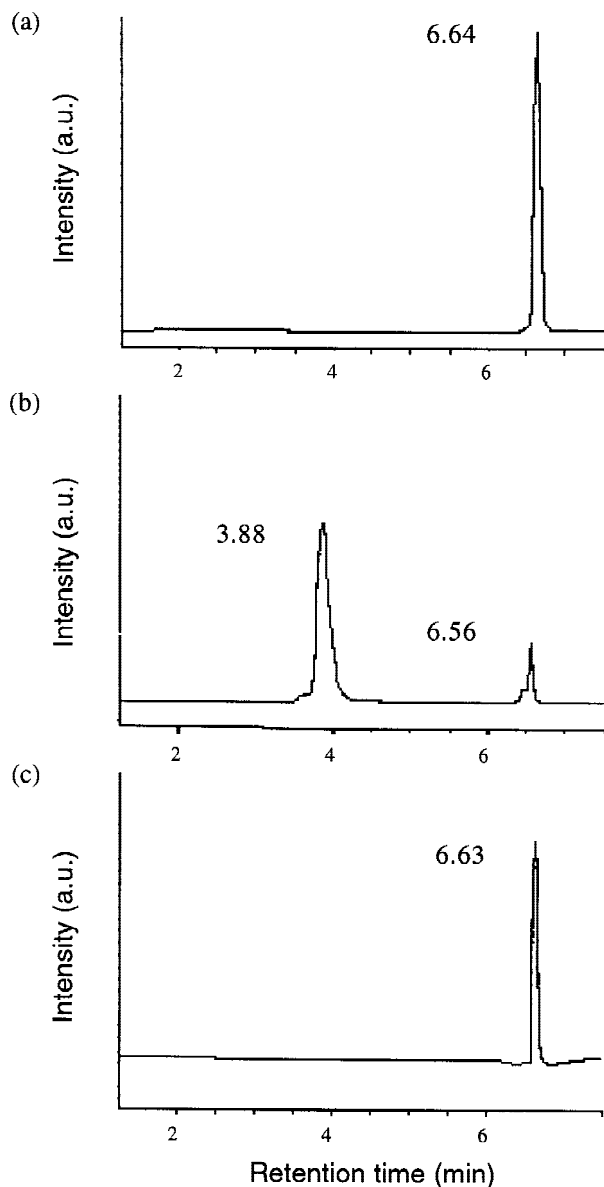 (a)
6.64
Intensity (a.u.)
2 4 6
(b)
3.88
6.56
Intensity (a.u.)
2 4 6
(c)
6.63
Intensity (a.u.)
2 4 6
Retention time (min)